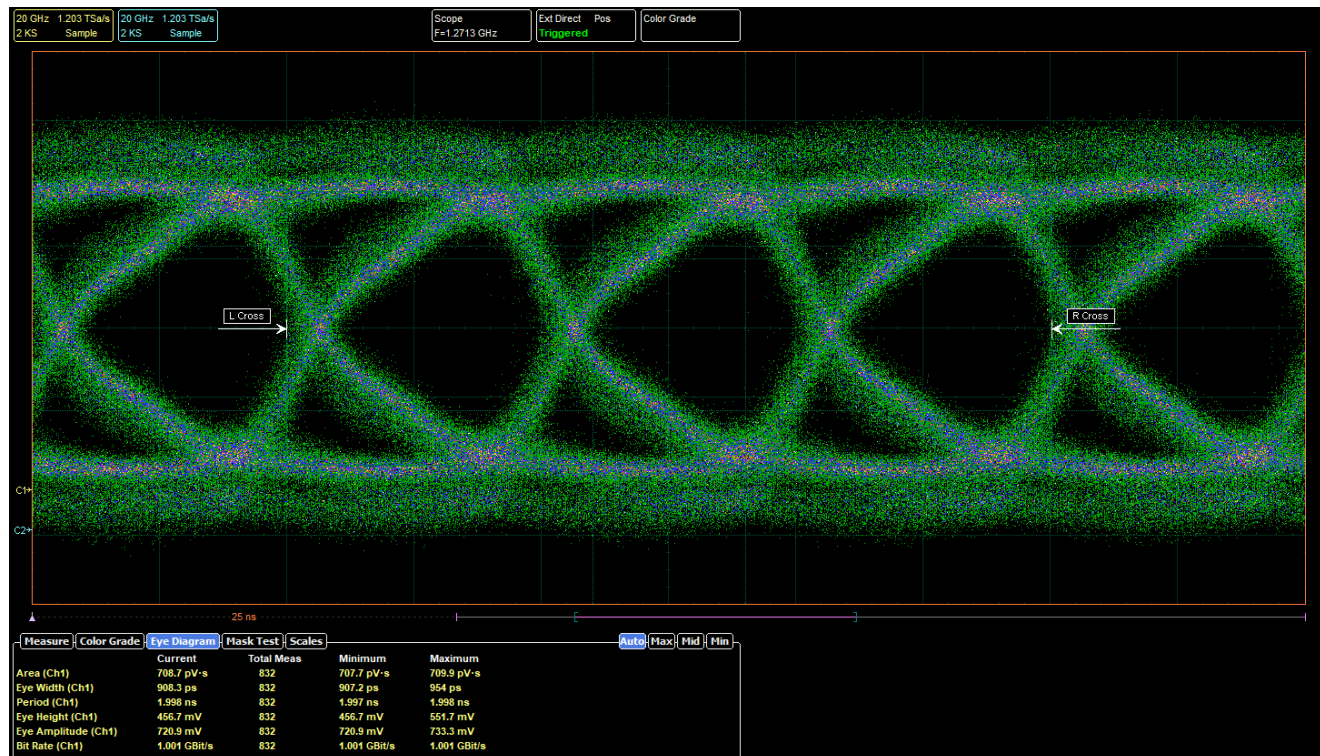 20 GHz 1.203 TSa/s
2 KS Sample
20 GHz 1.203 TSa/s
2 KS Sample
Scope
F=1.2713 GHz
Ext Direct Pos
Triggered
Color Grade
L Cross
R Cross
C1
C2
25 ns
Measure Color Grade Eye Diagram Mask Test Scales Auto Max Mid Min
Current Total Meas Minimum Maximum
Area (Ch1) 708.7 pV·s 832 707.7 pV·s 709.9 pV·s
Eye Width (Ch1) 908.3 ps 832 907.2 ps 954 ps
Period (Ch1) 1.998 ns 832 1.997 ns 1.998 ns
Eye Height (Ch1) 456.7 mV 832 456.7 mV 551.7 mV
Eye Amplitude (Ch1) 720.9 mV 832 720.9 mV 733.3 mV
Bit Rate (Ch1) 1.001 GBit/s 832 1.001 GBit/s 1.001 GBit/s